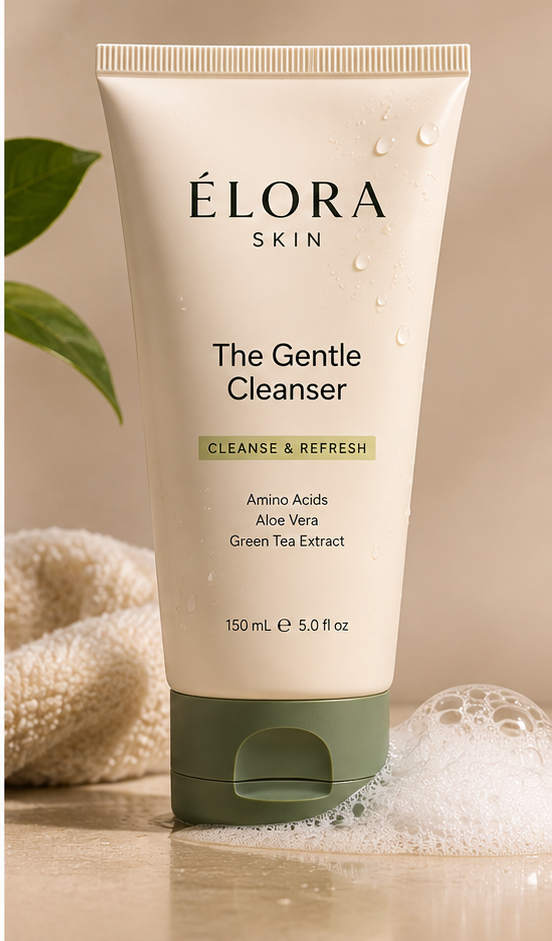 ÉLORA
SKIN
The Gentle
Cleanser
CLEANSE & REFRESH
Amino Acids
Aloe Vera
Green Tea Extract
150 mL ℮ 5.0 fl oz